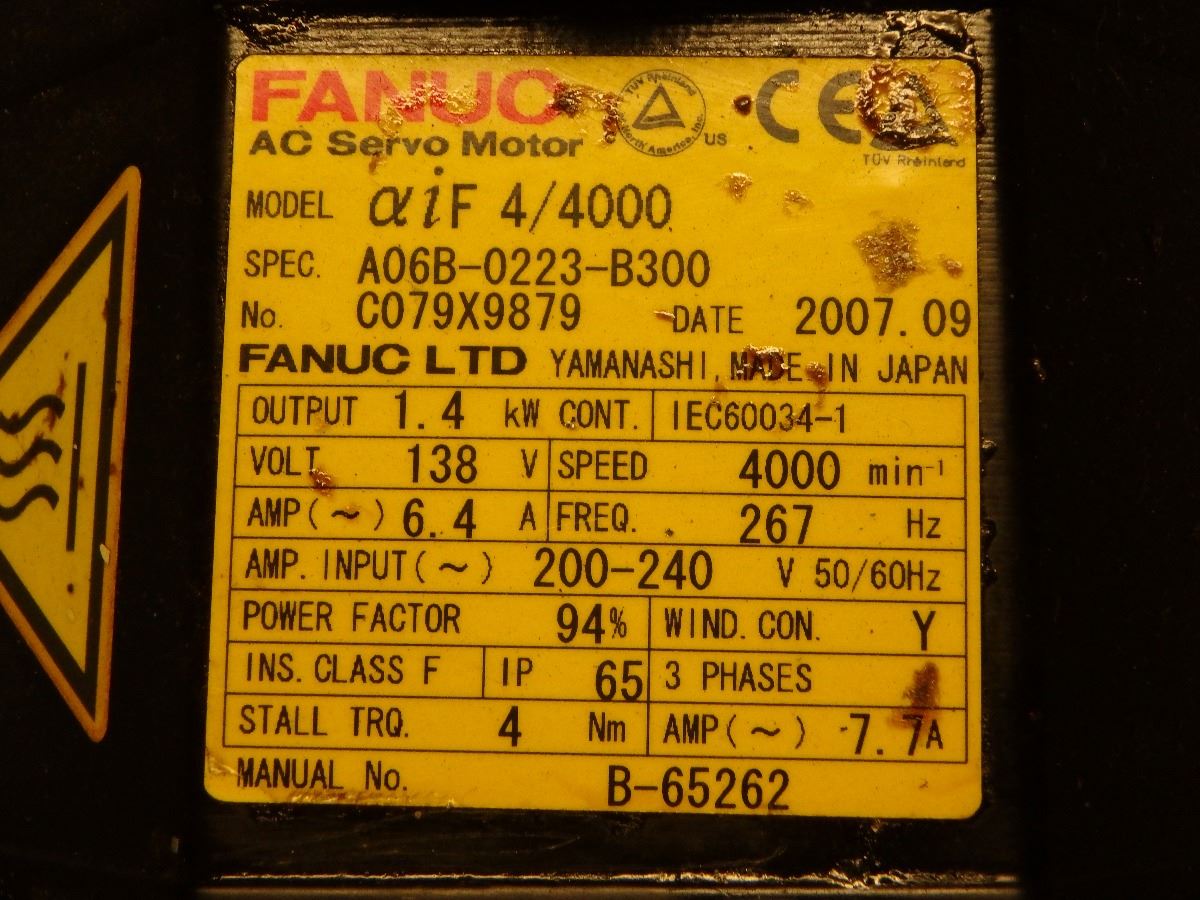 FANUC
AC Servo Motor
TÜV Rheinland
North America, Inc.
US
CE
TÜV Rheinland
MODEL αiF 4/4000
SPEC. A06B-0223-B300
No. C079X9879 DATE 2007.09
FANUC LTD YAMANASHI, MADE IN JAPAN
OUTPUT 1.4 kW CONT. IEC60034-1
VOLT 138 V SPEED 4000 min⁻¹
AMP(~) 6.4 A FREQ. 267 Hz
AMP. INPUT(~) 200-240 V 50/60Hz
POWER FACTOR 94% WIND. CON. Y
INS. CLASS F IP 65 3 PHASES
STALL TRQ. 4 Nm AMP(~) 7.7A
MANUAL No. B-65262